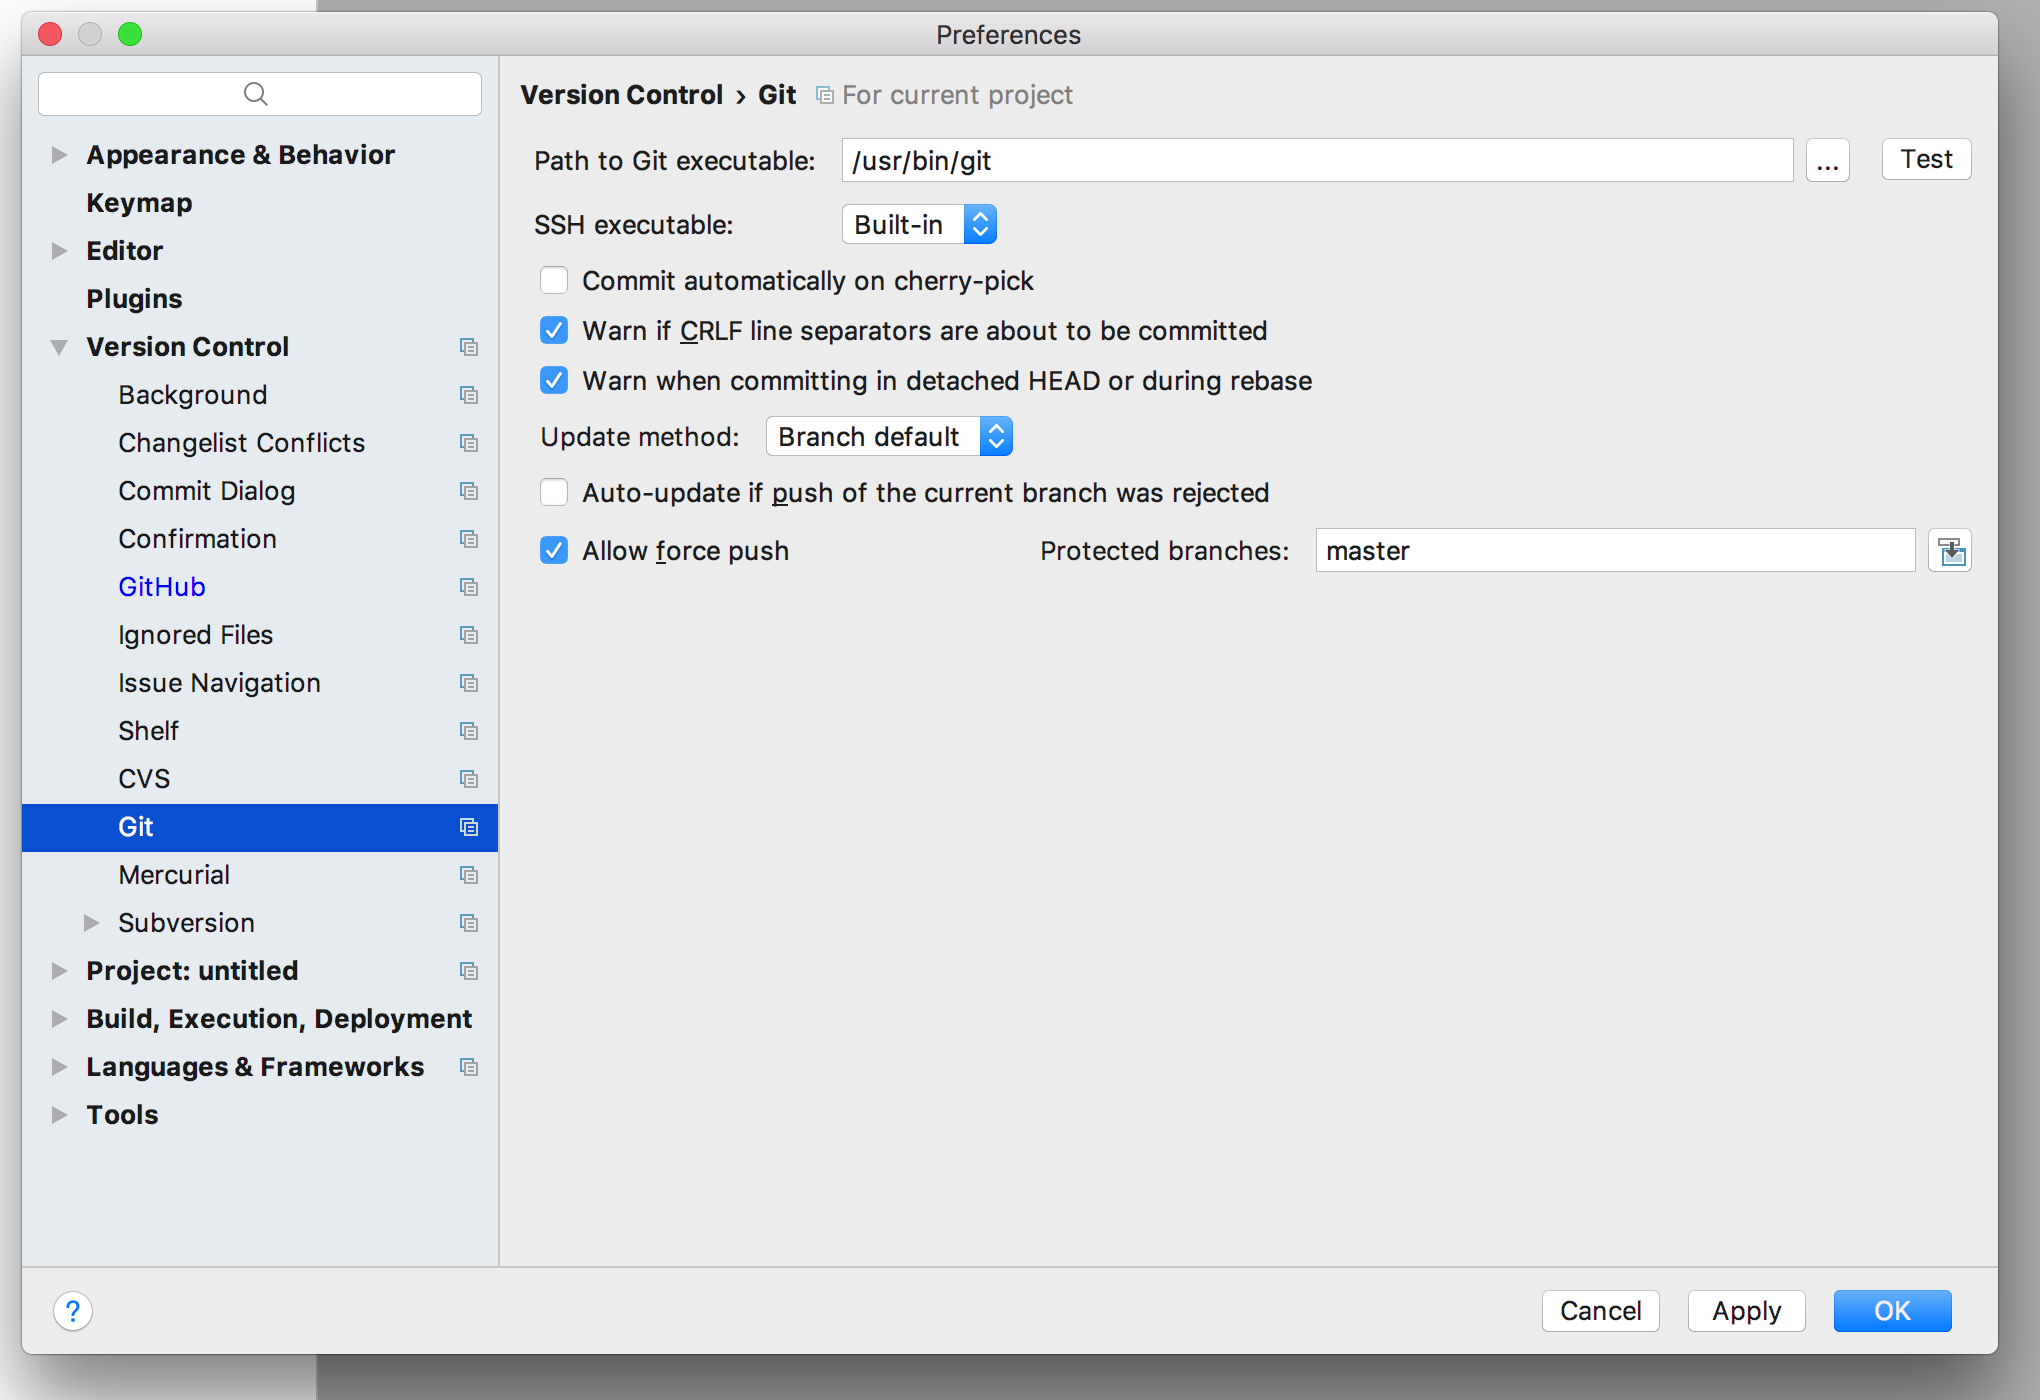 Preferences
Appearance & Behavior
Keymap
Editor
Plugins
Version Control
Background
Changelist Conflicts
Commit Dialog
Confirmation
GitHub
Ignored Files
Issue Navigation
Shelf
CVS
Git
Mercurial
Subversion
Project: untitled
Build, Execution, Deployment
Languages & Frameworks
Tools
Version Control › Git For current project
Path to Git executable: /usr/bin/git ... Test
SSH executable: Built-in
Commit automatically on cherry-pick
Warn if CRLF line separators are about to be committed
Warn when committing in detached HEAD or during rebase
Update method: Branch default
Auto-update if push of the current branch was rejected
Allow force push Protected branches: master
? Cancel Apply OK